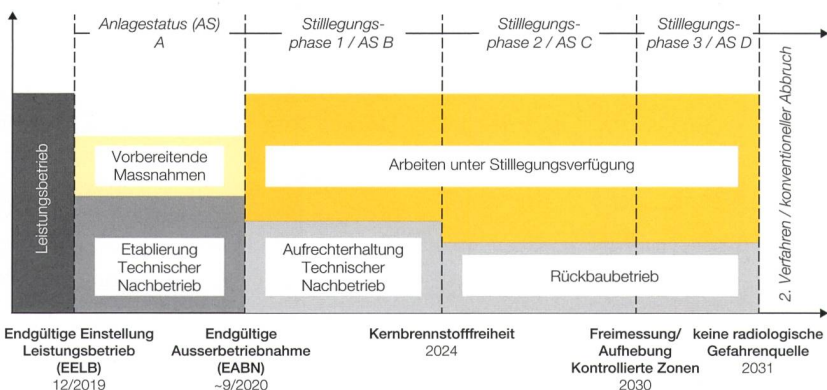 Anlagestatus (AS)
A
Stilllegungs-
phase 1 / AS B
Stilllegungs-
phase 2 / AS C
Stilllegungs-
phase 3 / AS D
Leistungsbetrieb
Vorbereitende
Massnahmen
Arbeiten unter Stilllegungsverfügung
Etablierung
Technischer
Nachbetrieb
Aufrechterhaltung
Technischer
Nachbetrieb
Rückbaubetrieb
2. Verfahren / konventioneller Abbruch
Endgültige Einstellung
Leistungsbetrieb
(EELB)
12/2019
Endgültige
Ausserbetriebnahme
(EABN)
~9/2020
Kernbrennstofffreiheit
2024
Freimessung/
Aufhebung
Kontrollierte Zonen
2030
keine radiologische
Gefahrenquelle
2031